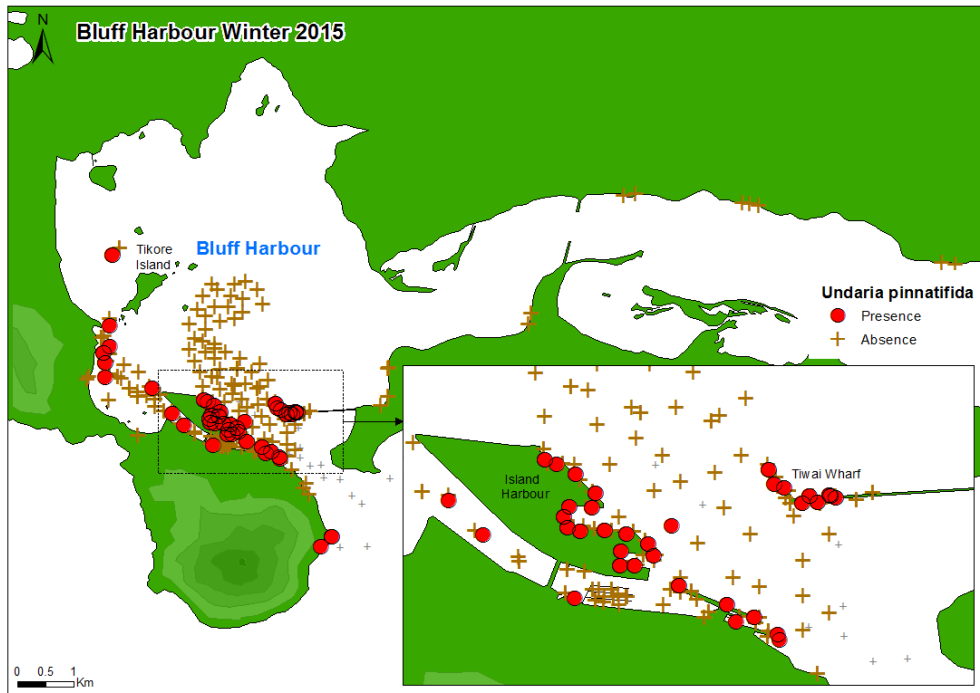 N
Bluff Harbour Winter 2015
Tikore
Island
Bluff Harbour
Undaria pinnatifida
Presence
Absence
Island
Harbour
Tiwai Wharf
0 0.5 1
Km